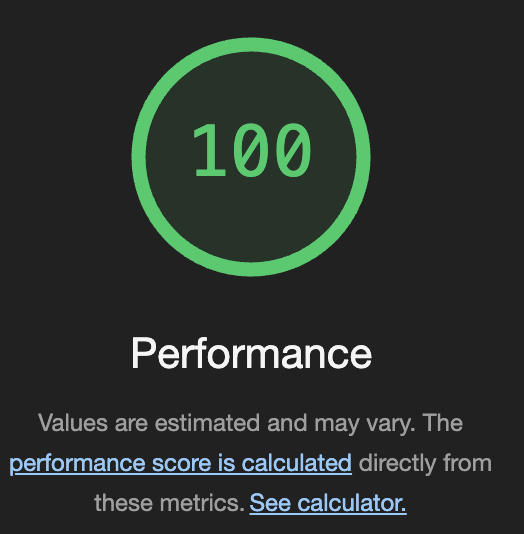 100
Performance
Values are estimated and may vary. The
performance score is calculated directly from
these metrics. See calculator.